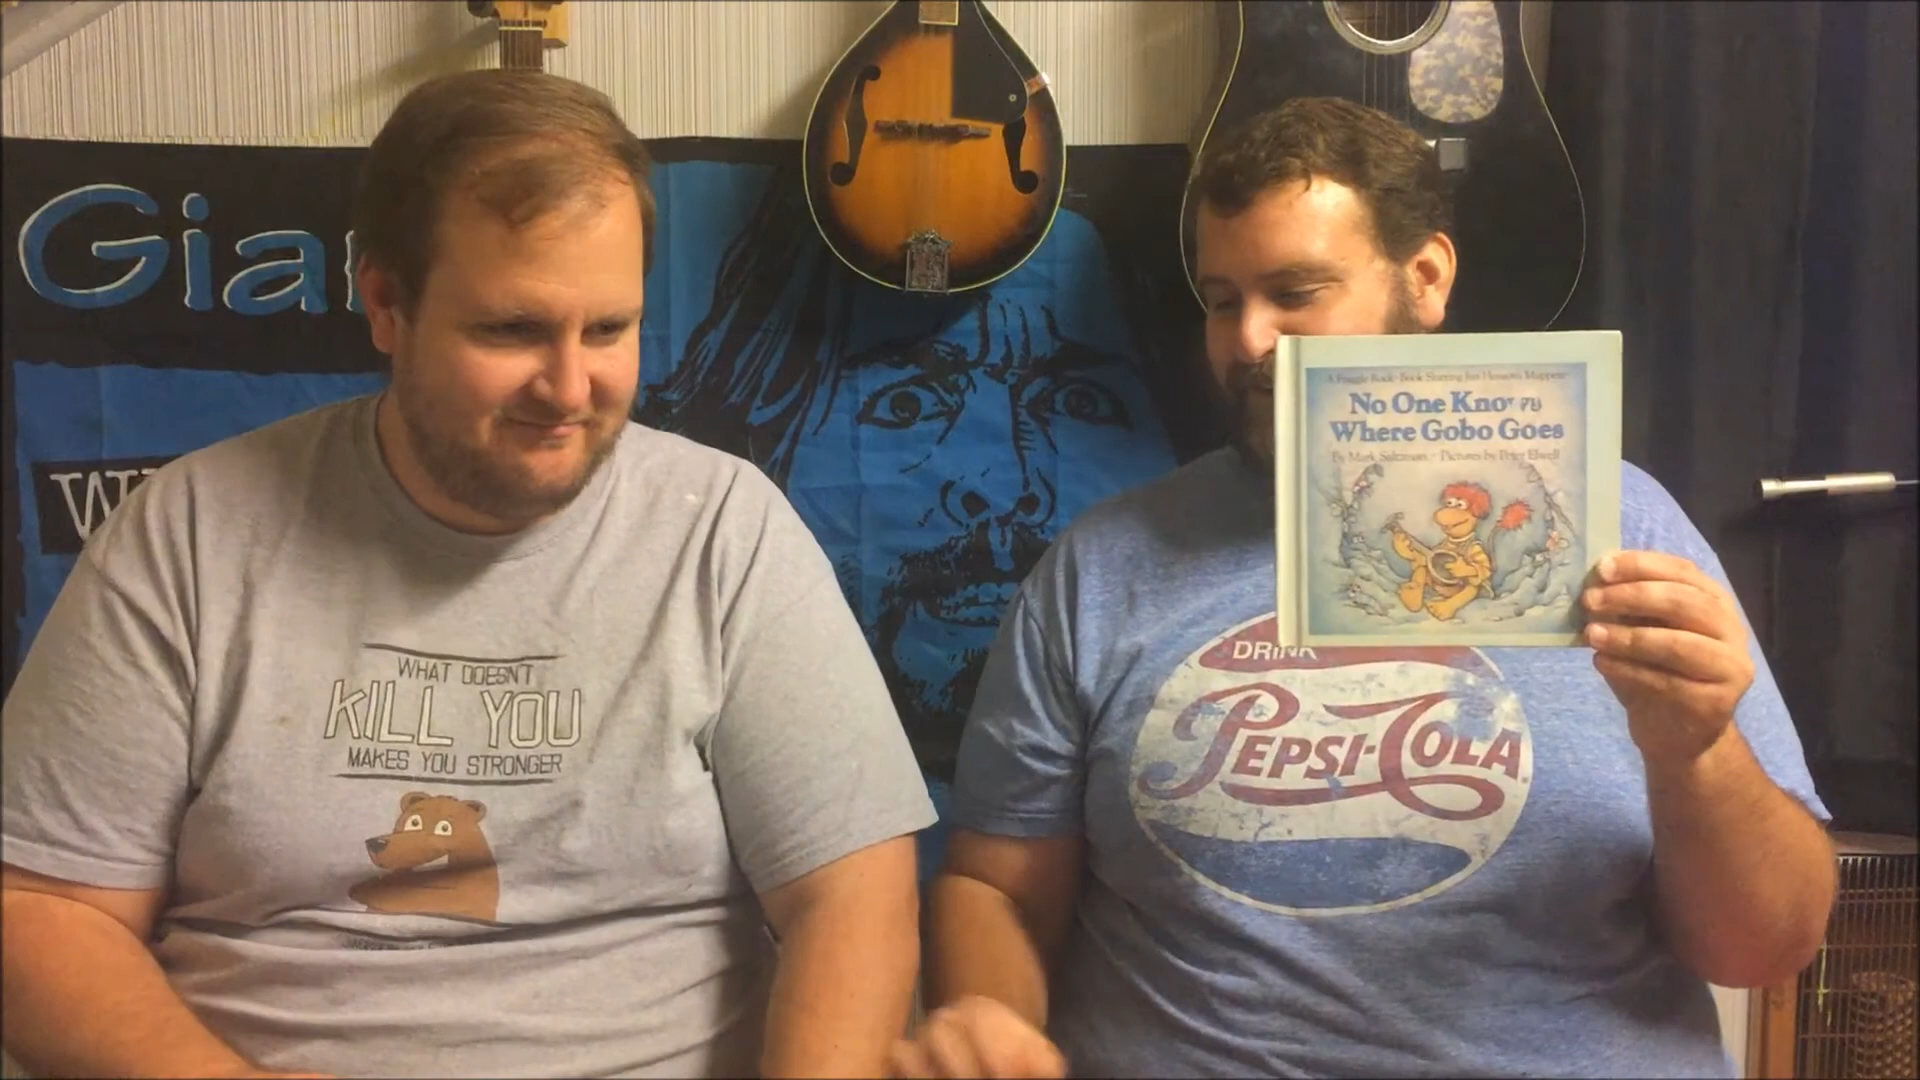 Gia
W
WHAT DOESN'T
KILL YOU
MAKES YOU STRONGER
A Fraggle Rock Book Starring Jim Henson's Muppets
No One Know
Where Gobo Goes
By Mark Saltzman · Pictures by Peter Elwell
DRINK
PEPSI-COLA